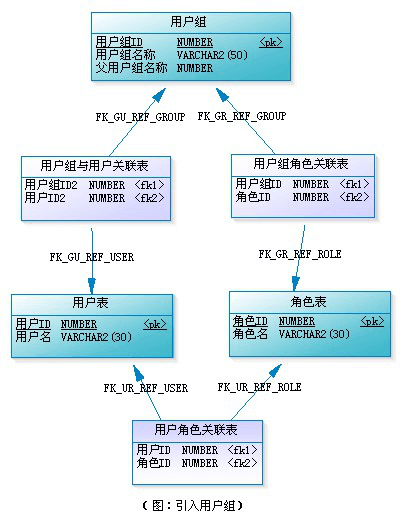 用户组
用户组ID NUMBER <pk>
用户组名称 VARCHAR2(50)
父用户组名称 NUMBER
FK_GU_REF_GROUP
FK_GR_REF_GROUP
用户组与用户关联表
用户组ID2 NUMBER <fk1>
用户ID2 NUMBER <fk2>
用户组角色关联表
用户组ID NUMBER <fk1>
角色ID NUMBER <fk2>
FK_GU_REF_USER
FK_GR_REF_ROLE
用户表
用户ID NUMBER <pk>
用户名 VARCHAR2(30)
角色表
角色ID NUMBER <pk>
角色名 VARCHAR2(30)
FK_UR_REF_USER
FK_UR_REF_ROLE
用户角色关联表
用户ID NUMBER <fk1>
角色ID NUMBER <fk2>
（图：引入用户组）